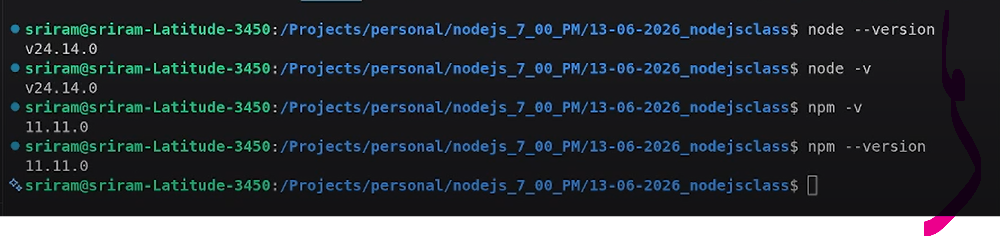 sriram@sriram-Latitude-3450:/Projects/personal/nodejs_7_00_PM/13-06-2026_nodejsclass$ node --version
v24.14.0
sriram@sriram-Latitude-3450:/Projects/personal/nodejs_7_00_PM/13-06-2026_nodejsclass$ node -v
v24.14.0
sriram@sriram-Latitude-3450:/Projects/personal/nodejs_7_00_PM/13-06-2026_nodejsclass$ npm -v
11.11.0
sriram@sriram-Latitude-3450:/Projects/personal/nodejs_7_00_PM/13-06-2026_nodejsclass$ npm --version
11.11.0
sriram@sriram-Latitude-3450:/Projects/personal/nodejs_7_00_PM/13-06-2026_nodejsclass$